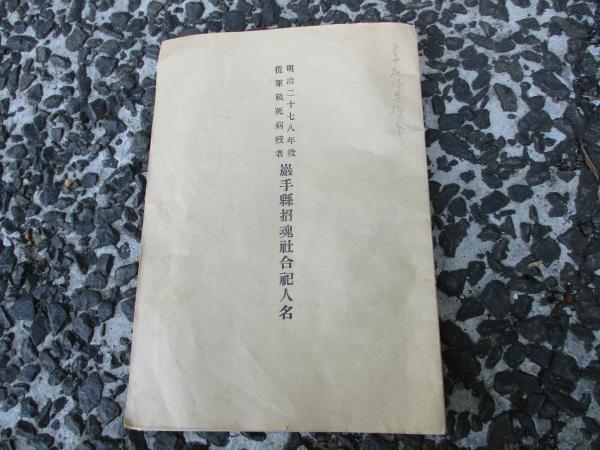 明治二十七八年役
從軍戰死病歿者
巖手縣招魂社合祀人名